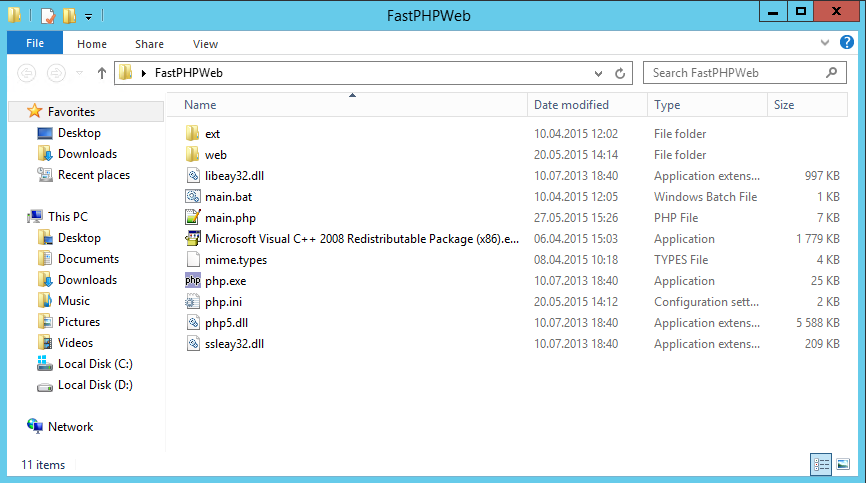 FastPHPWeb
File Home Share View
FastPHPWeb Search FastPHPWeb
Name Date modified Type Size
Favorites
Desktop
Downloads
Recent places
This PC
Desktop
Documents
Downloads
Music
Pictures
Videos
Local Disk (C:)
Local Disk (D:)
Network
ext 10.04.2015 12:02 File folder
web 20.05.2015 14:14 File folder
libeay32.dll 10.07.2013 18:40 Application extens... 997 KB
main.bat 10.04.2015 12:05 Windows Batch File 1 KB
main.php 27.05.2015 15:26 PHP File 7 KB
Microsoft Visual C++ 2008 Redistributable Package (x86).e... 06.04.2015 15:03 Application 1 779 KB
mime.types 08.04.2015 10:18 TYPES File 4 KB
php php.exe 10.07.2013 18:40 Application 25 KB
php.ini 20.05.2015 14:12 Configuration sett... 2 KB
php5.dll 10.07.2013 18:40 Application extens... 5 588 KB
ssleay32.dll 10.07.2013 18:40 Application extens... 209 KB
11 items